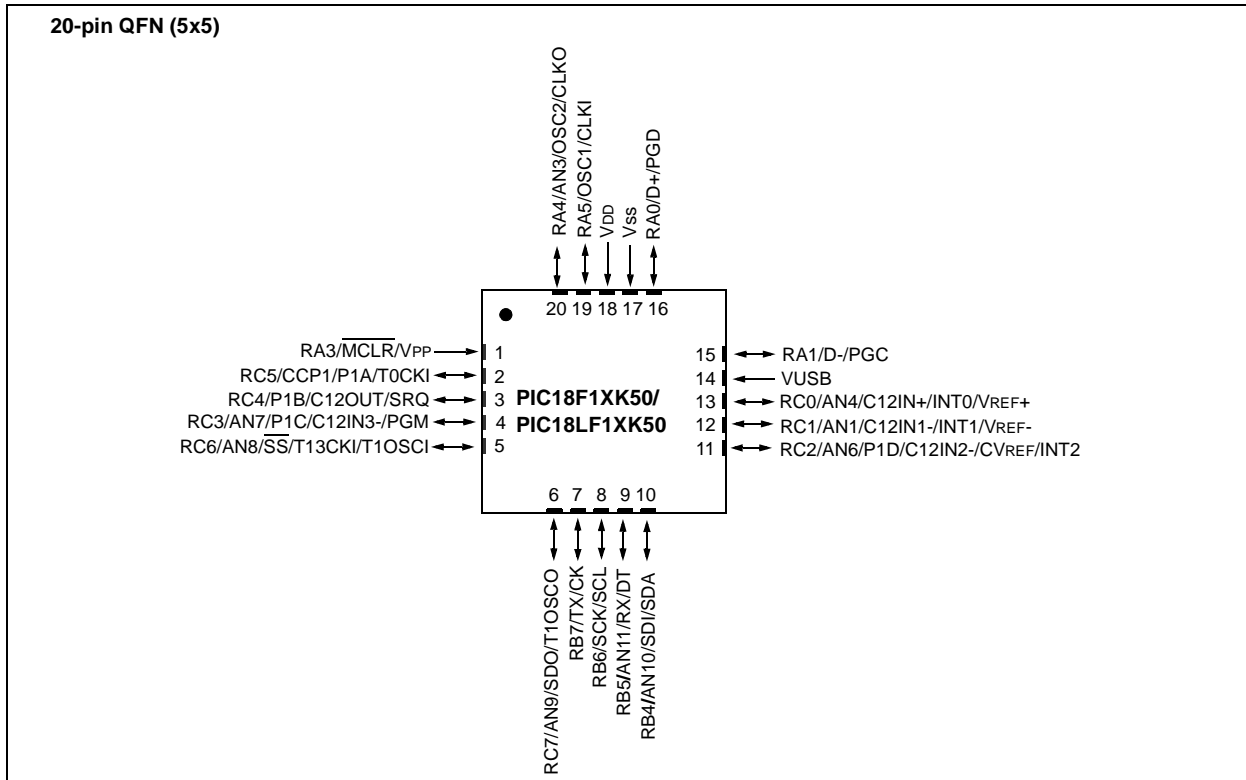 20-pin QFN (5x5)
RA4/AN3/OSC2/CLKO
RA5/OSC1/CLKI
VDD
VSS
RA0/D+/PGD
20 19 18 17 16
RA3/MCLR/VPP 1
RC5/CCP1/P1A/T0CKI 2
RC4/P1B/C12OUT/SRQ 3
RC3/AN7/P1C/C12IN3-/PGM 4
RC6/AN8/SS/T13CKI/T1OSCI 5
PIC18F1XK50/
PIC18LF1XK50
15 RA1/D-/PGC
14 VUSB
13 RC0/AN4/C12IN+/INT0/VREF+
12 RC1/AN1/C12IN1-/INT1/VREF-
11 RC2/AN6/P1D/C12IN2-/CVREF/INT2
6 7 8 9 10
RC7/AN9/SDO/T1OSCO
RB7/TX/CK
RB6/SCK/SCL
RB5/AN11/RX/DT
RB4/AN10/SDI/SDA